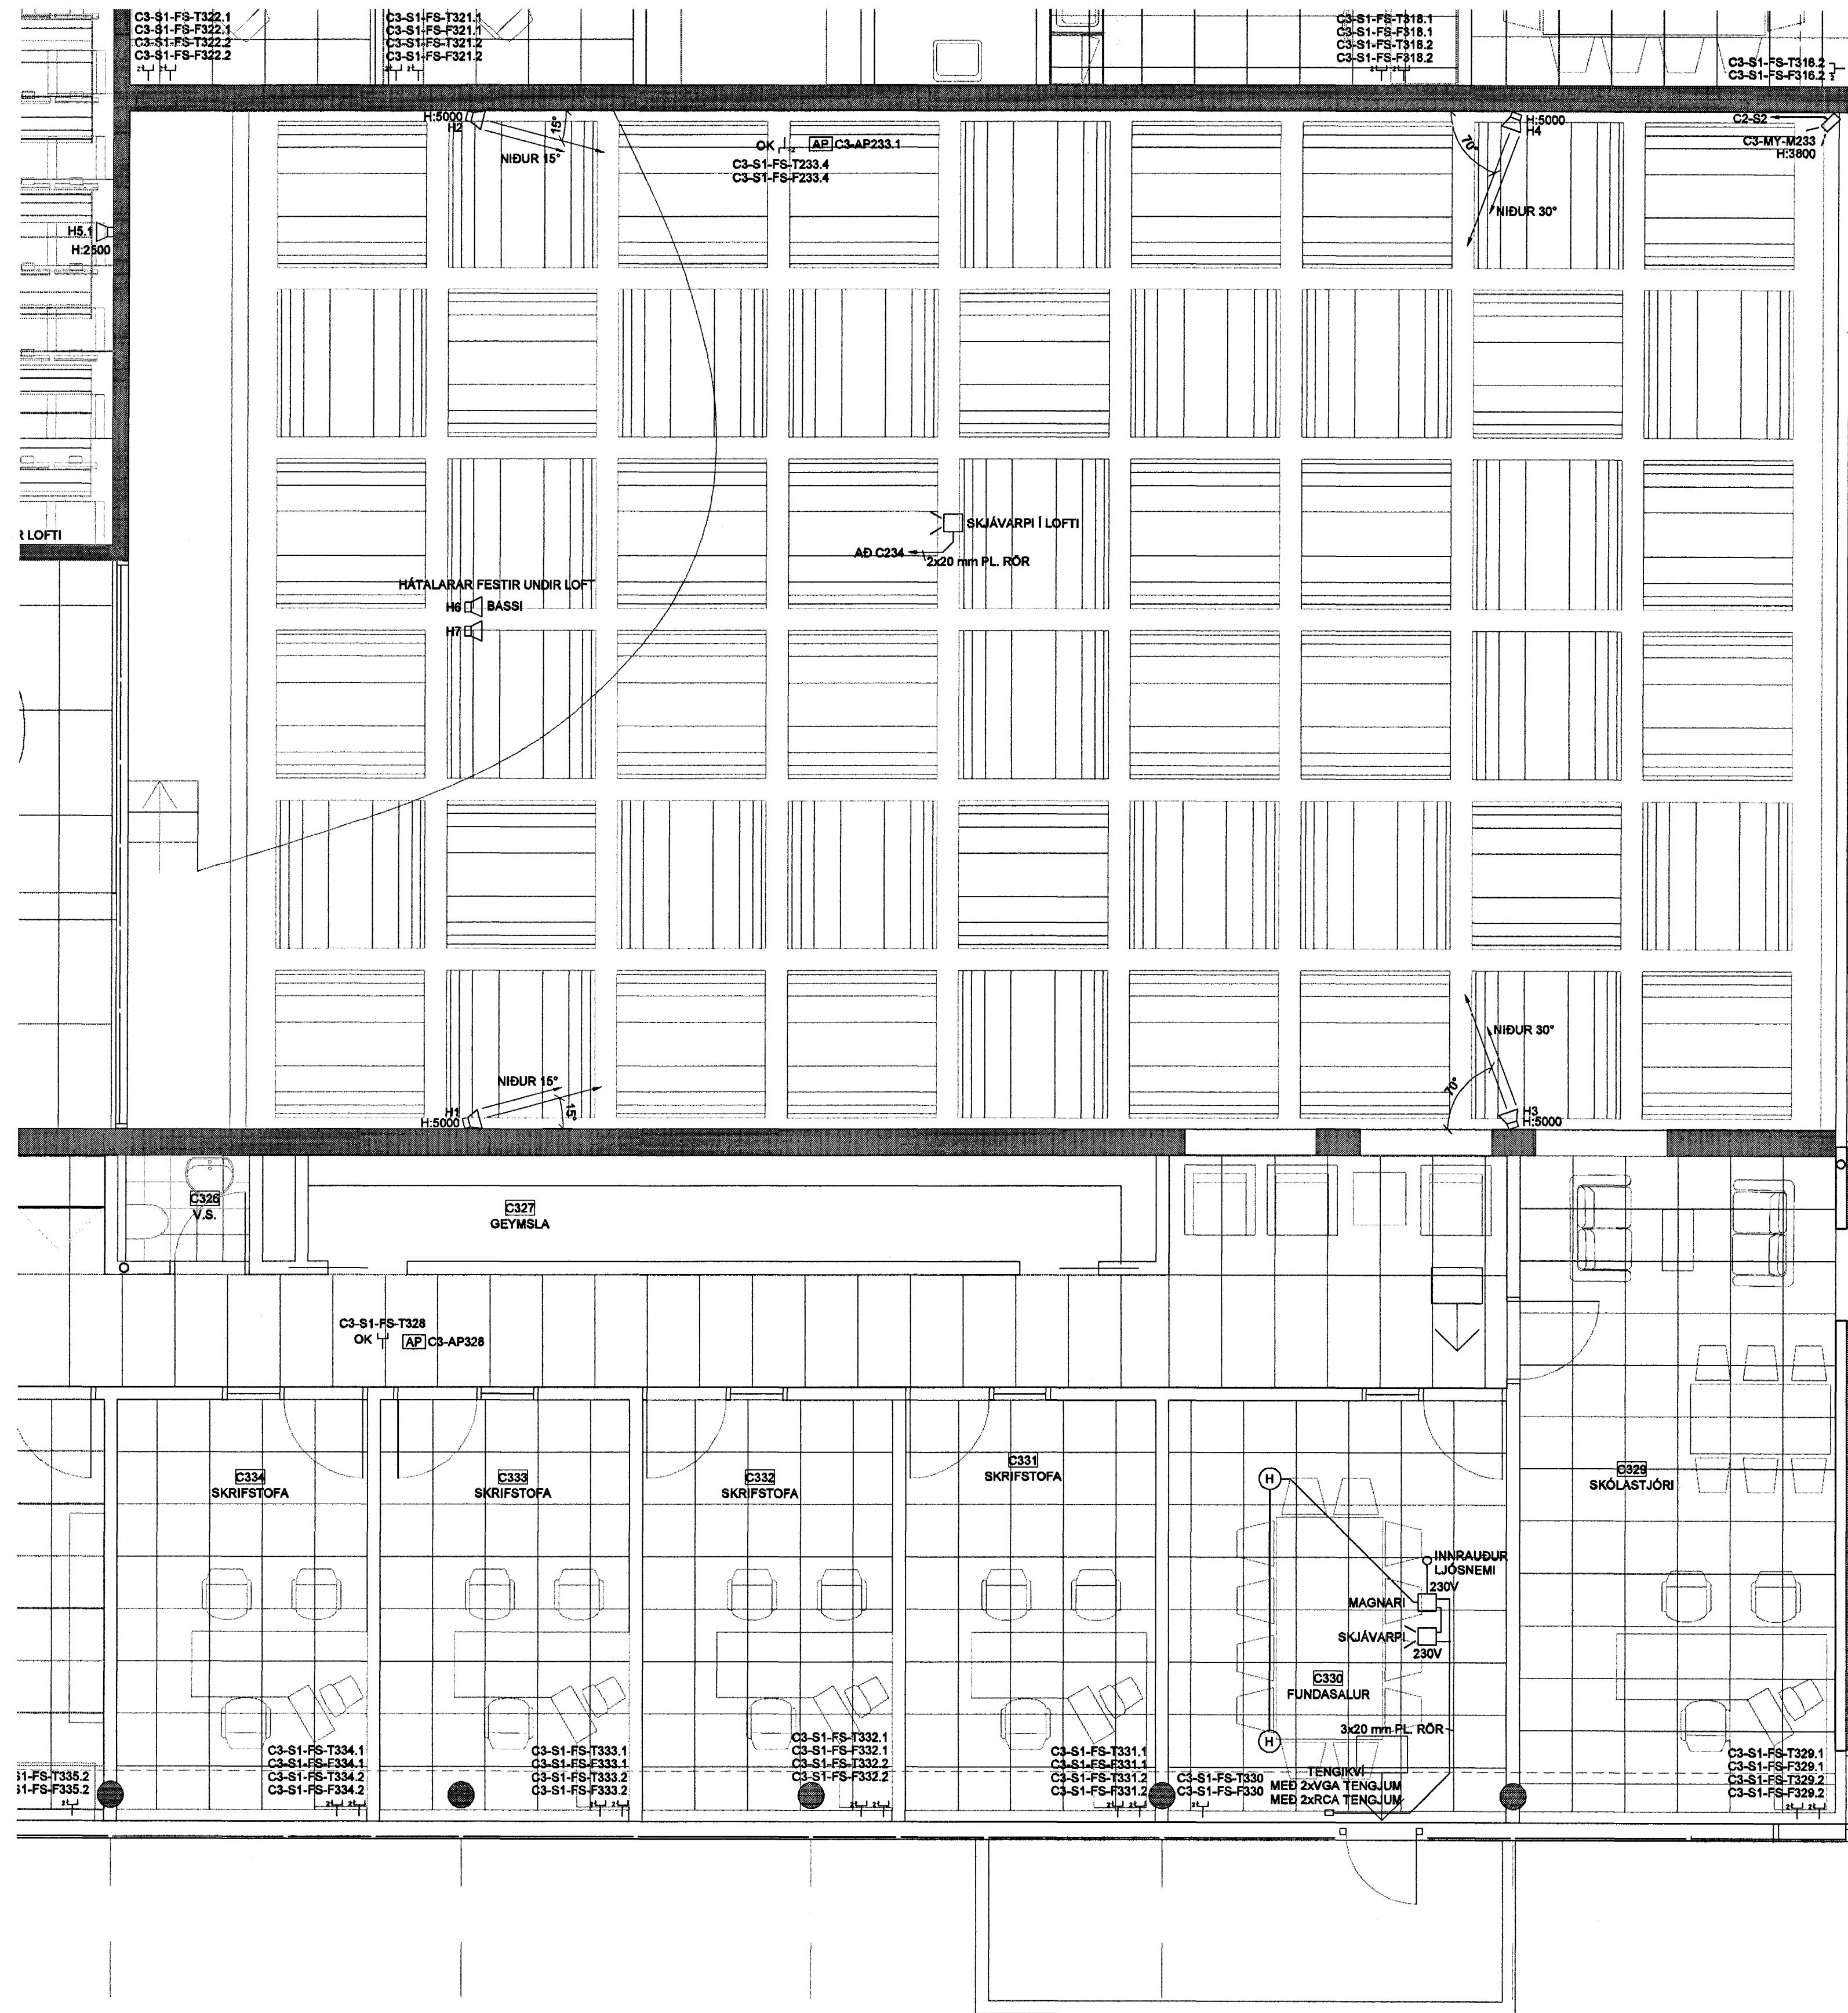 C3-S1-FS-T322.1
C3-S1-FS-F322.1
C3-S1-FS-T322.2
C3-S1-FS-F322.2
C3-S1-FS-T321.1
C3-S1-FS-F321.1
C3-S1-FS-T321.2
C3-S1-FS-F321.2
C3-S1-FS-T318.1
C3-S1-FS-F318.1
C3-S1-FS-T318.2
C3-S1-FS-F318.2
C3-S1-FS-T316.2
C3-S1-FS-F316.2
H:5000
H2
15°
NIÐUR 15°
OK
AP C3-AP233.1
C3-S1-FS-T233.4
C3-S1-FS-F233.4
H:5000
H4
70°
NIÐUR 30°
C2-S2
C3-MY-M233
H:3800
H5.1
H:2500
R LOFTI
SKJÁVARPI Í LOFTI
AÐ C234
2x20 mm PL. RÖR
HÁTALARAR FESTIR UNDIR LOFT
H6 BASSI
H7
NIÐUR 30°
70°
H3
H:5000
NIÐUR 15°
15°
H1
H:5000
C326
V.S.
C327
GEYMSLA
C3-S1-FS-T328
OK
AP C3-AP328
C334
SKRIFSTOFA
C333
SKRIFSTOFA
C332
SKRIFSTOFA
C331
SKRIFSTOFA
C329
SKÓLASTJÓRI
H
INNRAUÐUR
LJÓSNEMI
230V
MAGNARI
SKJÁVARPI
230V
C330
FUNDASALUR
3x20 mm PL. RÖR
H
TENGIKVÍ
MEÐ 2xVGA TENGJUM
MEÐ 2xRCA TENGJUM
S1-FS-T335.2
S1-FS-F335.2
C3-S1-FS-T334.1
C3-S1-FS-F334.1
C3-S1-FS-T334.2
C3-S1-FS-F334.2
C3-S1-FS-T333.1
C3-S1-FS-F333.1
C3-S1-FS-T333.2
C3-S1-FS-F333.2
C3-S1-FS-T332.1
C3-S1-FS-F332.1
C3-S1-FS-T332.2
C3-S1-FS-F332.2
C3-S1-FS-T331.1
C3-S1-FS-F331.1
C3-S1-FS-T331.2
C3-S1-FS-F331.2
C3-S1-FS-T330
C3-S1-FS-F330
C3-S1-FS-T329.1
C3-S1-FS-F329.1
C3-S1-FS-T329.2
C3-S1-FS-F329.2